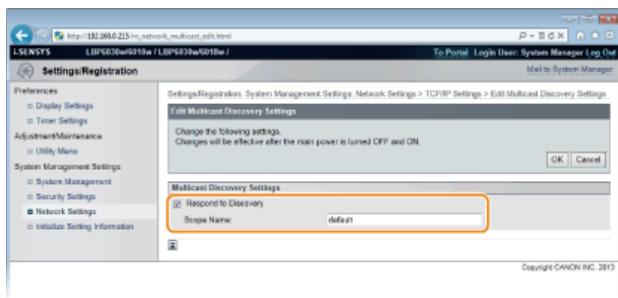 http://192.168.0.215/m_network_multicast_edit.html
LSENSYS LBP6030w/6018w / LBP6030w/6018w /
To Portal Login User: System Manager Log Out
Settings/Registration
Mail to System Manager
Preferences
Display Settings
Timer Settings
Adjustment/Maintenance
Utility Menu
System Management Settings
System Management
Security Settings
Network Settings
Initialize Setting Information
Settings/Registration: System Management Settings: Network Settings > TCP/IP Settings > Edit Multicast Discovery Settings
Edit Multicast Discovery Settings
Change the following settings.
Changes will be effective after the main power is turned OFF and ON.
OK Cancel
Multicast Discovery Settings
Respond to Discovery
Scope Name: default
Copyright CANON INC. 2013